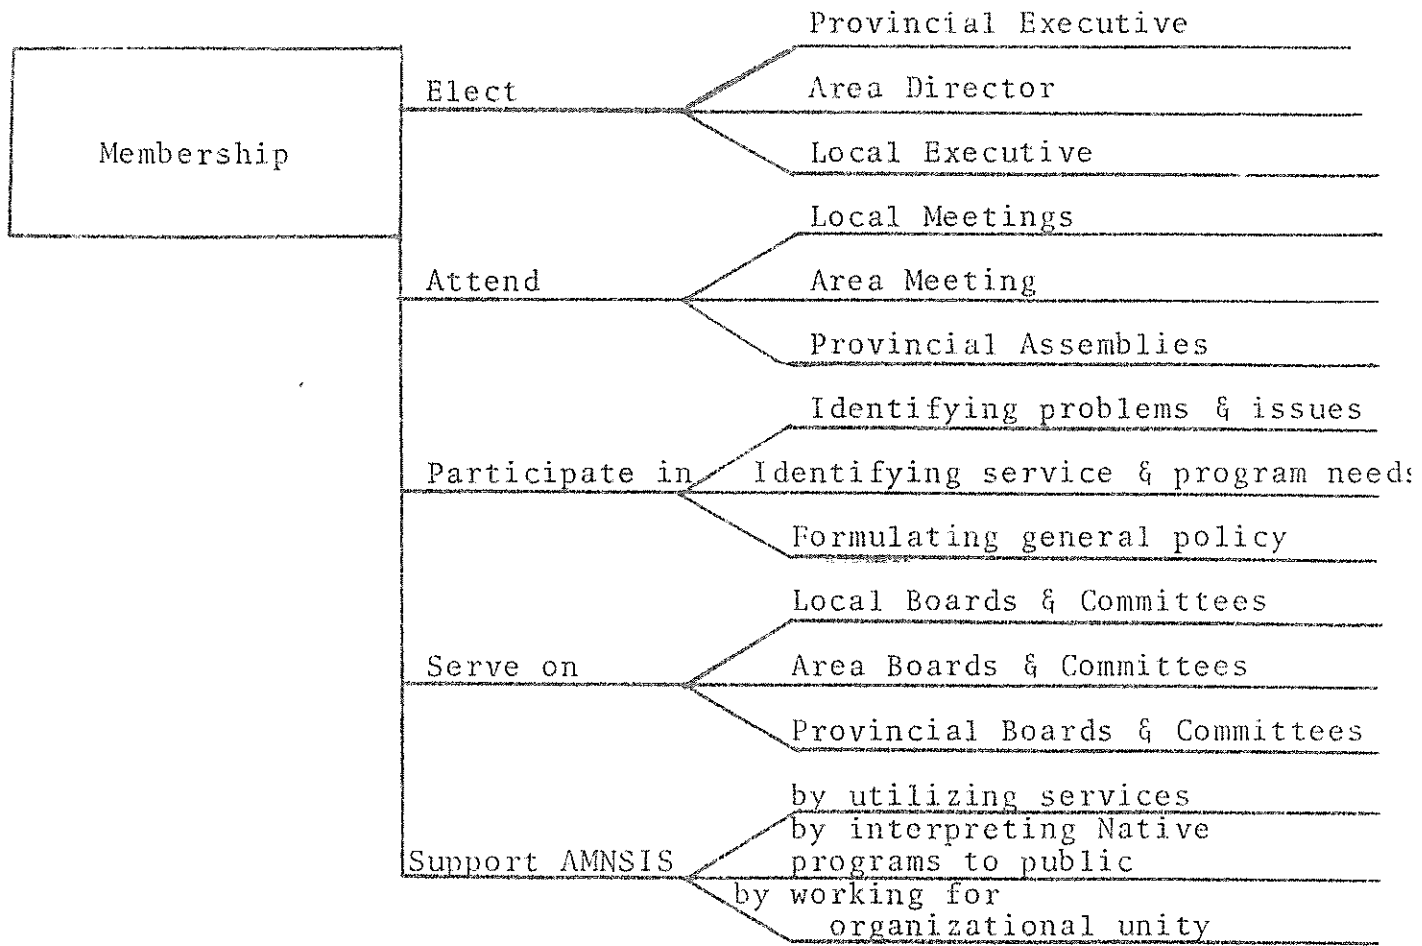 Provincial Executive
Elect
Area Director
Membership
Local Executive
Local Meetings
Attend
Area Meeting
Provincial Assemblies
Identifying problems & issues
Participate in
Identifying service & program needs
Formulating general policy
Local Boards & Committees
Serve on
Area Boards & Committees
Provincial Boards & Committees
by utilizing services
by interpreting Native
Support AMNSIS
programs to public
by working for
organizational unity